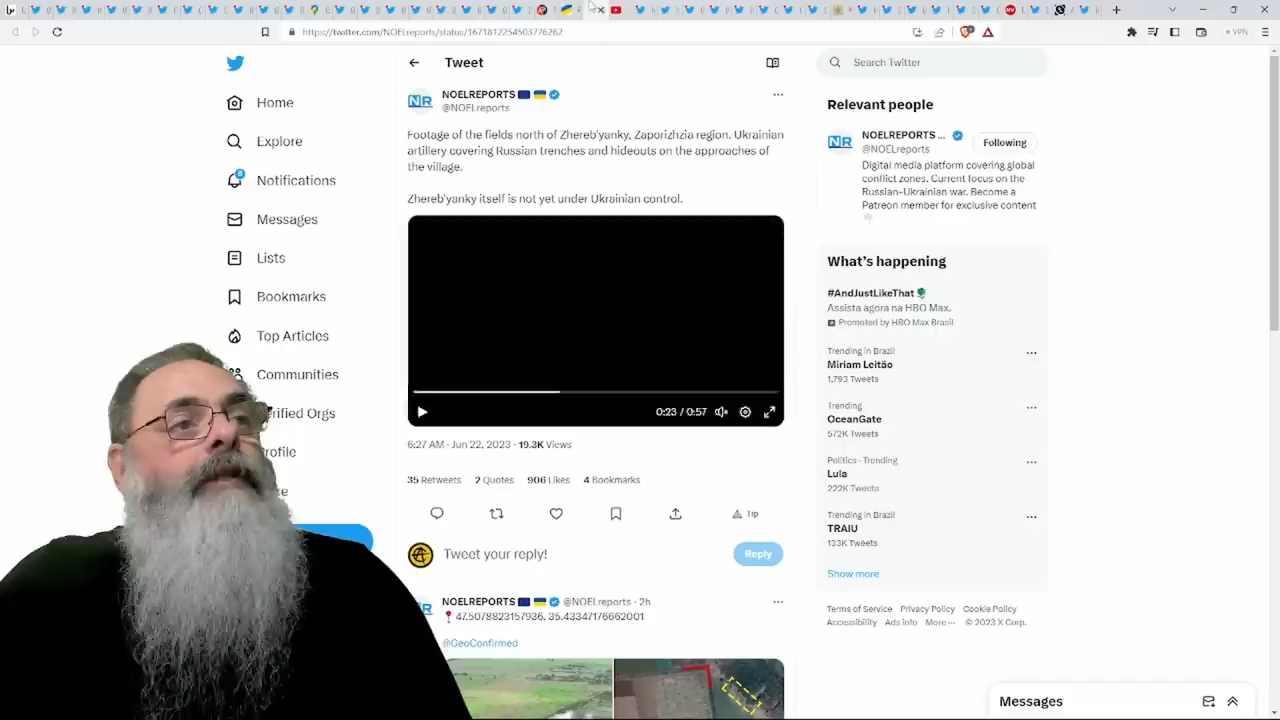 https://twitter.com/NOELreports/status/1671812254503776262
VPN
Home
Explore
8
Notifications
Messages
Lists
Bookmarks
Top Articles
Communities
erified Orgs
rofile
Tweet
NOELREPORTS
@NOELreports
Footage of the fields north of Zhereb'yanky, Zaporizhzia region. Ukrainian
artillery covering Russian trenches and hideouts on the approaches of
the village.
Zhereb'yanky itself is not yet under Ukrainian control.
0:23 / 0:57
6:27 AM · Jun 22, 2023 · 19.3K Views
35 Retweets 2 Quotes 906 Likes 4 Bookmarks
Tip
Tweet your reply!
Reply
NOELREPORTS @NOELreports · 2h
47.5078823157936, 35.43347176662001
@GeoConfirmed
Search Twitter
Relevant people
NOELREPORTS ...
@NOELreports
Following
Digital media platform covering global
conflict zones. Current focus on the
Russian-Ukrainian war. Become a
Patreon member for exclusive content
What's happening
#AndJustLikeThat
Assista agora na HBO Max.
Promoted by HBO Max Brasil
Trending in Brazil
Miriam Leitão
1,793 Tweets
Trending
OceanGate
572K Tweets
Politics · Trending
Lula
222K Tweets
Trending in Brazil
TRAIU
133K Tweets
Show more
Terms of Service Privacy Policy Cookie Policy
Accessibility Ads info More ··· © 2023 X Corp.
Messages